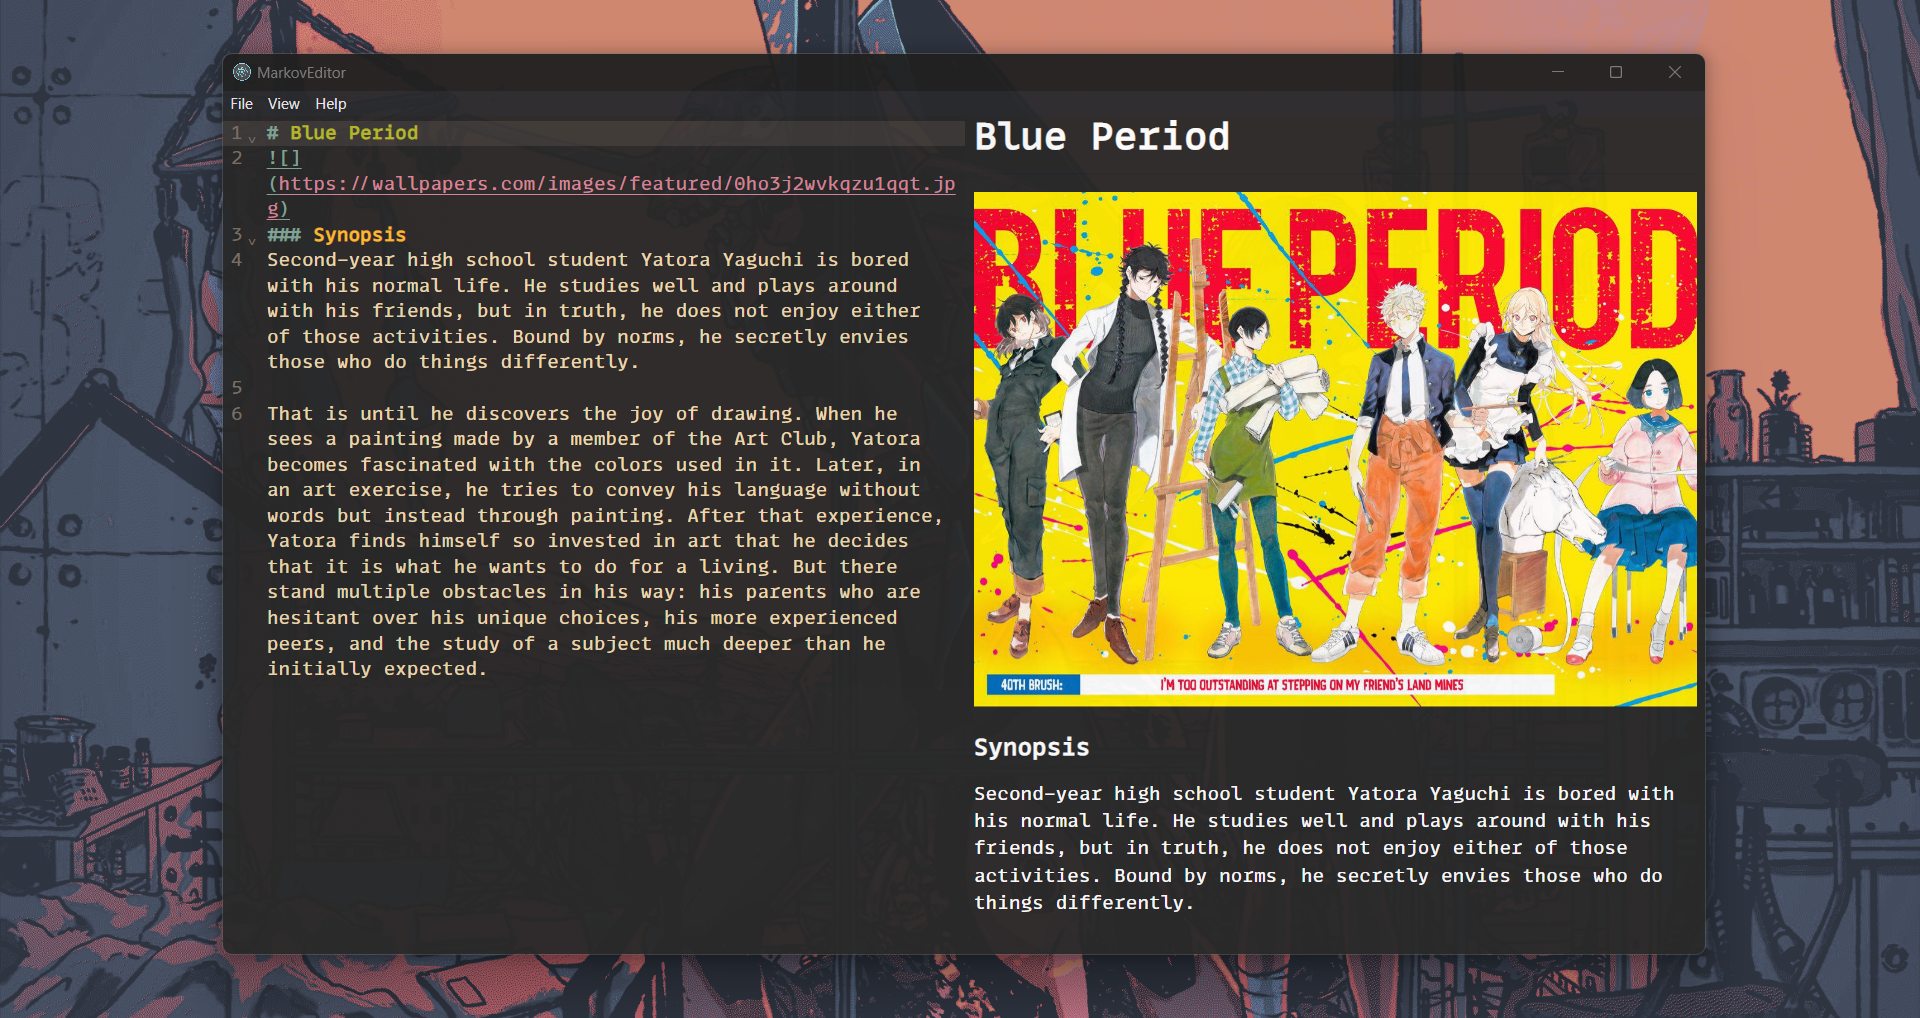 MarkovEditor
File View Help
1 # Blue Period
2 ![]
(https://wallpapers.com/images/featured/0ho3j2wvkqzu1qqt.jp
g)
3 ### Synopsis
4 Second-year high school student Yatora Yaguchi is bored
with his normal life. He studies well and plays around
with his friends, but in truth, he does not enjoy either
of those activities. Bound by norms, he secretly envies
those who do things differently.
5
6 That is until he discovers the joy of drawing. When he
sees a painting made by a member of the Art Club, Yatora
becomes fascinated with the colors used in it. Later, in
an art exercise, he tries to convey his language without
words but instead through painting. After that experience,
Yatora finds himself so invested in art that he decides
that it is what he wants to do for a living. But there
stand multiple obstacles in his way: his parents who are
hesitant over his unique choices, his more experienced
peers, and the study of a subject much deeper than he
initially expected.
Blue Period
BLUE PERIOD
40TH BRUSH: I'M TOO OUTSTANDING AT STEPPING ON MY FRIEND'S LAND MINES
Synopsis
Second-year high school student Yatora Yaguchi is bored with
his normal life. He studies well and plays around with his
friends, but in truth, he does not enjoy either of those
activities. Bound by norms, he secretly envies those who do
things differently.